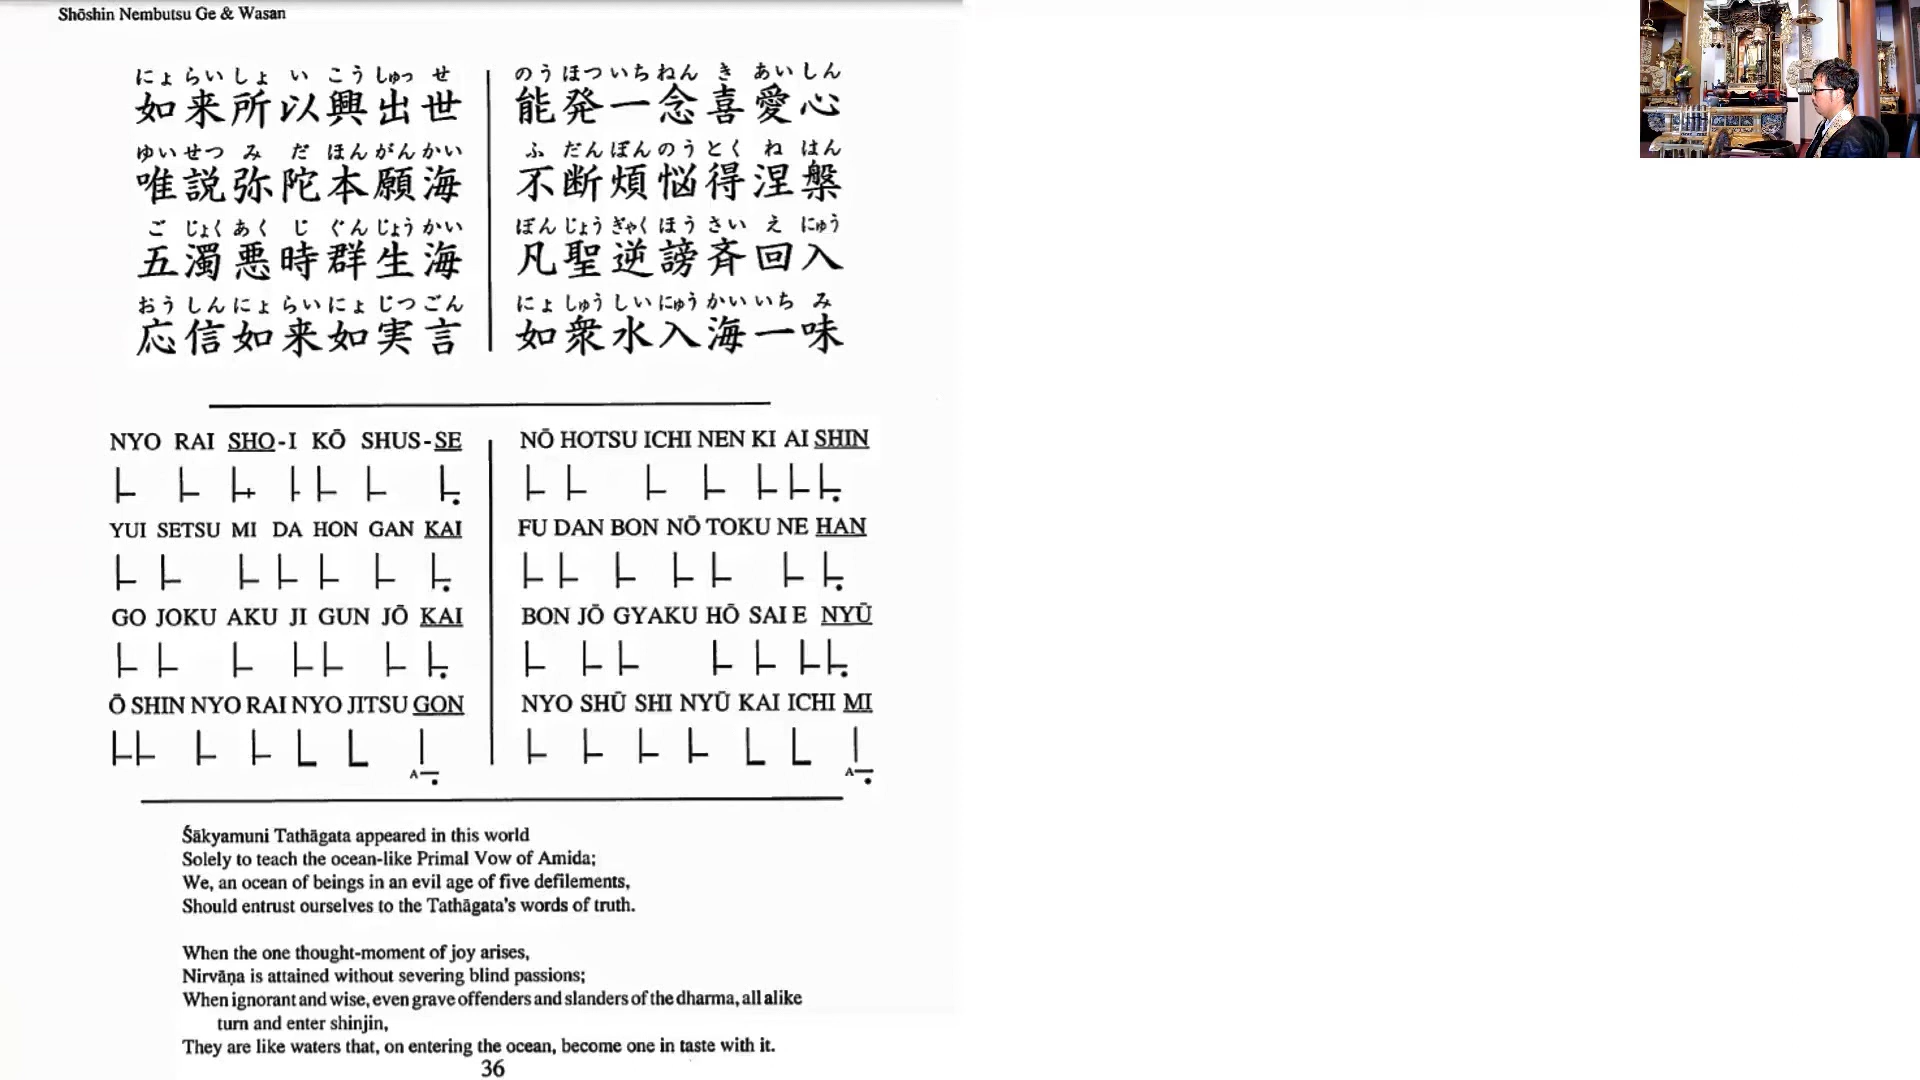 Shōshin Nembutsu Ge & Wasan
にょ らい しょ い こう しゅっ せ
如来所以興出世
ゆい せつ み だ ほん がん かい
唯説弥陀本願海
ご じょく あく じ ぐん じょう かい
五濁悪時群生海
おう しん にょ らい にょ じつ ごん
応信如来如実言
のう ほつ いち ねん き あい しん
能発一念喜愛心
ふ だん ぼん のう とく ね はん
不断煩悩得涅槃
ぼん じょう ぎゃく ほう さい え にゅう
凡聖逆謗斉回入
にょ しゅう しい にゅう かい いち み
如衆水入海一味
NYO RAI SHO-I KŌ SHUS-SE
YUI SETSU MI DA HON GAN KAI
GO JOKU AKU JI GUN JŌ KAI
Ō SHIN NYO RAI NYO JITSU GON
A
NŌ HOTSU ICHI NEN KI AI SHIN
FU DAN BON NŌ TOKU NE HAN
BON JŌ GYAKU HŌ SAI E NYŪ
NYO SHŪ SHI NYŪ KAI ICHI MI
A
Śākyamuni Tathāgata appeared in this world
Solely to teach the ocean-like Primal Vow of Amida;
We, an ocean of beings in an evil age of five defilements,
Should entrust ourselves to the Tathāgata's words of truth.
When the one thought-moment of joy arises,
Nirvāṇa is attained without severing blind passions;
When ignorant and wise, even grave offenders and slanders of the dharma, all alike
turn and enter shinjin,
They are like waters that, on entering the ocean, become one in taste with it.
36